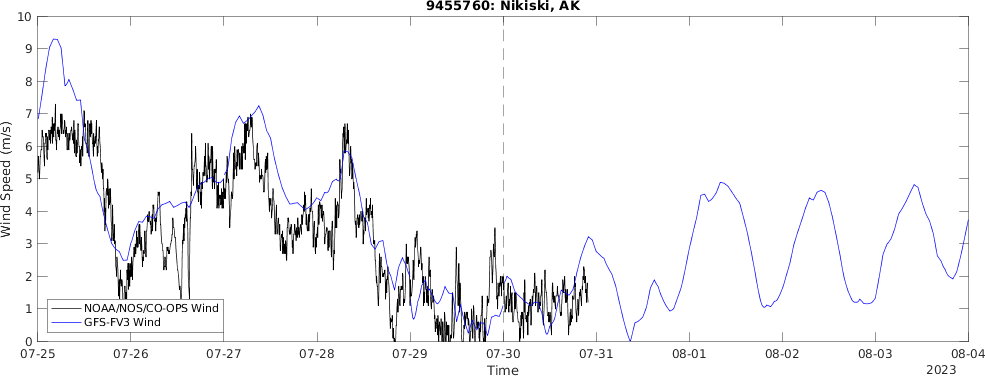 9455760: Nikiski, AK
Wind Speed (m/s)
10
9
8
7
6
5
4
3
2
1
0
NOAA/NOS/CO-OPS Wind
GFS-FV3 Wind
07-25 07-26 07-27 07-28 07-29 07-30 07-31 08-01 08-02 08-03 08-04
Time
2023